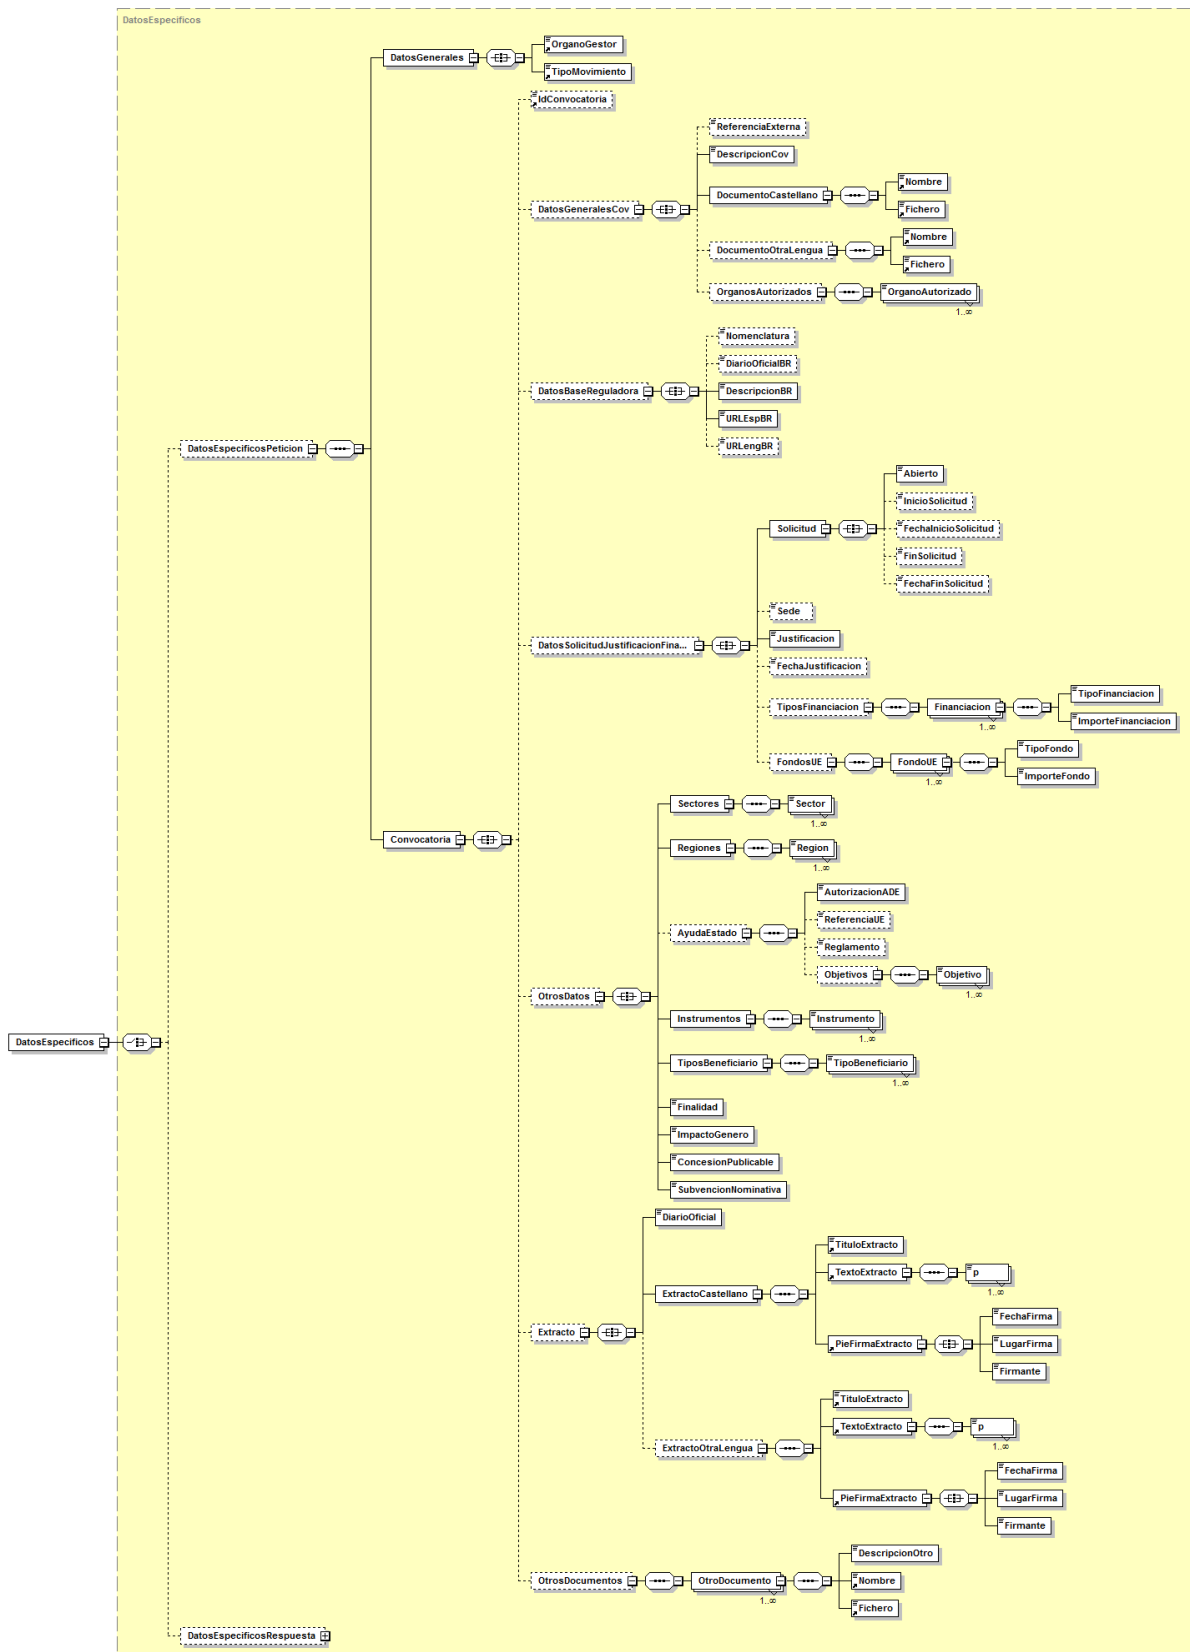 DatosEspecificos
DatosGenerales
OrganoGestor
TipoMovimiento
IdConvocatoria
ReferenciaExterna
DescripcionCov
DocumentoCastellano
Nombre
Fichero
DatosGeneralesCov
DocumentoOtraLengua
Nombre
Fichero
OrganosAutorizados
OrganoAutorizado
1..∞
Nomenclatura
DiarioOficialBR
DatosBaseReguladora
DescripcionBR
URLEspBR
URLengBR
DatosEspecificosPeticion
Abierto
InicioSolicitud
Solicitud
FechaInicioSolicitud
FinSolicitud
FechaFinSolicitud
Sede
Justificacion
DatosSolicitudJustificacionFina...
FechaJustificacion
TiposFinanciacion
Financiacion
1..∞
TipoFinanciacion
ImporteFinanciacion
FondosUE
FondoUE
1..∞
TipoFondo
ImporteFondo
Convocatoria
Sectores
Sector
1..∞
Regiones
Region
1..∞
AyudaEstado
AutorizacionADE
ReferenciaUE
Reglamento
Objetivos
Objetivo
1..∞
OtrosDatos
Instrumentos
Instrumento
1..∞
DatosEspecificos
TiposBeneficiario
TipoBeneficiario
1..∞
Finalidad
ImpactoGenero
ConcesionPublicable
SubvencionNominativa
DiarioOficial
TituloExtracto
TextoExtracto
p
1..∞
ExtractoCastellano
FechaFirma
Extracto
PieFirmaExtracto
LugarFirma
Firmante
TituloExtracto
TextoExtracto
p
1..∞
ExtractoOtraLengua
FechaFirma
PieFirmaExtracto
LugarFirma
Firmante
DescripcionOtro
OtrosDocumentos
OtroDocumento
1..∞
Nombre
Fichero
DatosEspecificosRespuesta